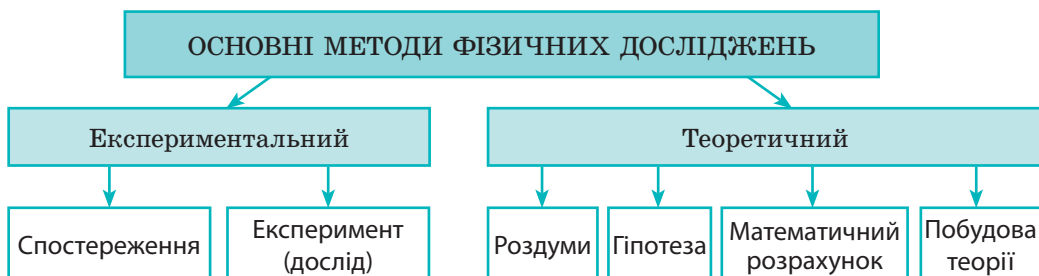 ОСНОВНІ МЕТОДИ ФІЗИЧНИХ ДОСЛІДЖЕНЬ
Експериментальний
Теоретичний
Спостереження
Експеримент
(дослід)
Роздуми
Гіпотеза
Математичний
розрахунок
Побудова
теорії